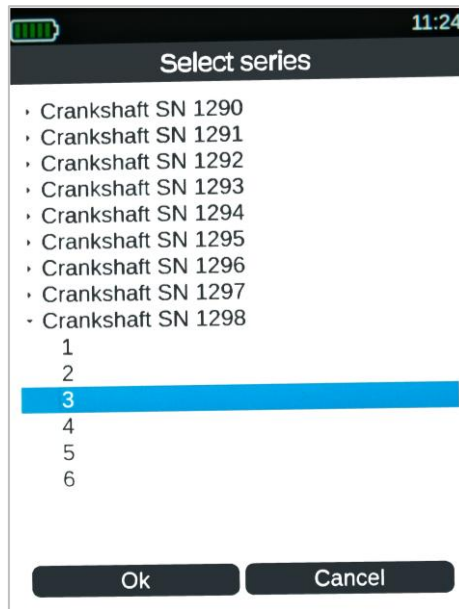 11:24
Select series
Crankshaft SN 1290
Crankshaft SN 1291
Crankshaft SN 1292
Crankshaft SN 1293
Crankshaft SN 1294
Crankshaft SN 1295
Crankshaft SN 1296
Crankshaft SN 1297
Crankshaft SN 1298
1
2
3
4
5
6
Ok Cancel